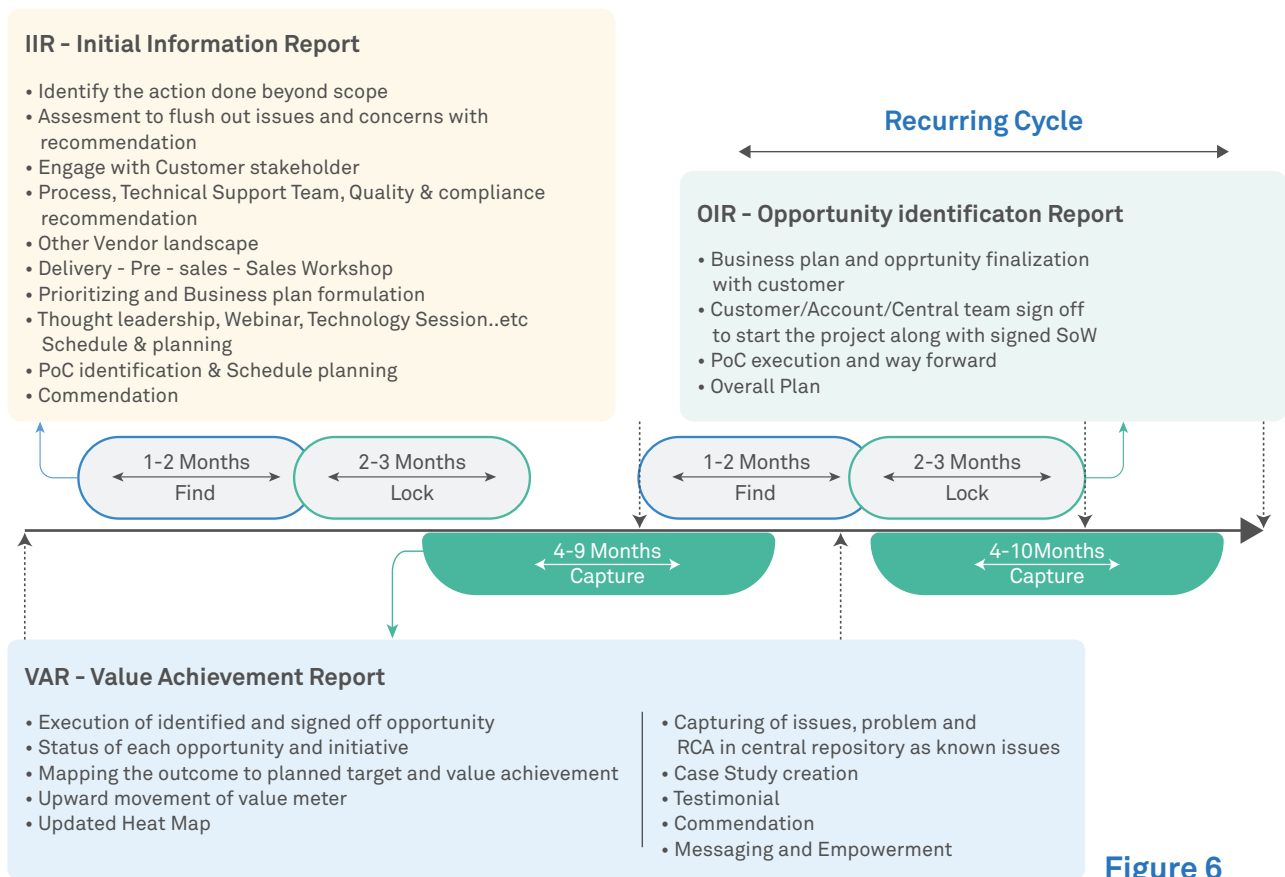 IIR - Initial Information Report
• Identify the action done beyond scope
• Assesment to flush out issues and concerns with
recommendation
• Engage with Customer stakeholder
• Process, Technical Support Team, Quality & compliance
recommendation
• Other Vendor landscape
• Delivery - Pre - sales - Sales Workshop
• Prioritizing and Business plan formulation
• Thought leadership, Webinar, Technology Session..etc
Schedule & planning
• PoC identification & Schedule planning
• Commendation
Recurring Cycle
OIR - Opportunity identificaton Report
• Business plan and opprtunity finalization
with customer
• Customer/Account/Central team sign off
to start the project along with signed SoW
• PoC execution and way forward
• Overall Plan
1-2 Months
Find
2-3 Months
Lock
1-2 Months
Find
2-3 Months
Lock
4-9 Months
Capture
4-10Months
Capture
VAR - Value Achievement Report
• Execution of identified and signed off opportunity
• Status of each opportunity and initiative
• Mapping the outcome to planned target and value achievement
• Upward movement of value meter
• Updated Heat Map
• Capturing of issues, problem and
RCA in central repository as known issues
• Case Study creation
• Testimonial
• Commendation
• Messaging and Empowerment
Figure 6